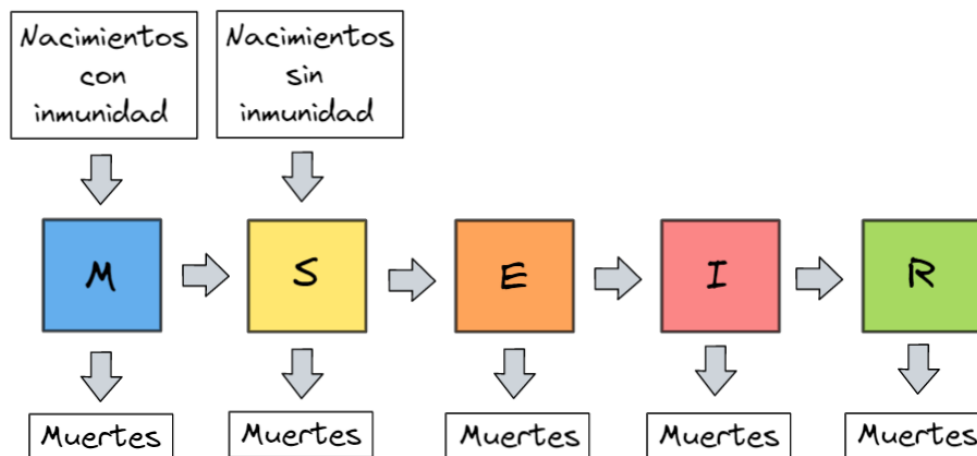 Nacimientos
con
inmunidad
Nacimientos
sin
inmunidad
M
S
E
I
R
Muertes
Muertes
Muertes
Muertes
Muertes